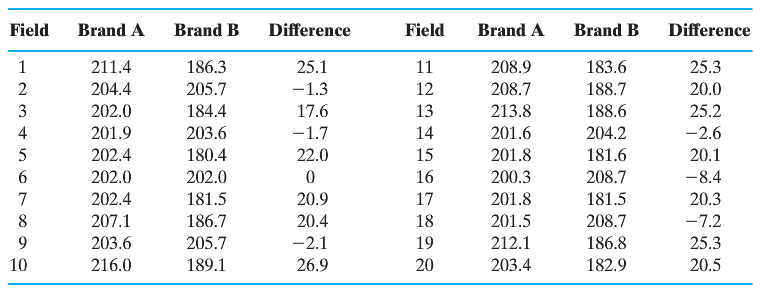 Field Brand A Brand B Difference Field Brand A Brand B Difference
1 211.4 186.3 25.1 11 208.9 183.6 25.3
2 204.4 205.7 −1.3 12 208.7 188.7 20.0
3 202.0 184.4 17.6 13 213.8 188.6 25.2
4 201.9 203.6 −1.7 14 201.6 204.2 −2.6
5 202.4 180.4 22.0 15 201.8 181.6 20.1
6 202.0 202.0 0 16 200.3 208.7 −8.4
7 202.4 181.5 20.9 17 201.8 181.5 20.3
8 207.1 186.7 20.4 18 201.5 208.7 −7.2
9 203.6 205.7 −2.1 19 212.1 186.8 25.3
10 216.0 189.1 26.9 20 203.4 182.9 20.5